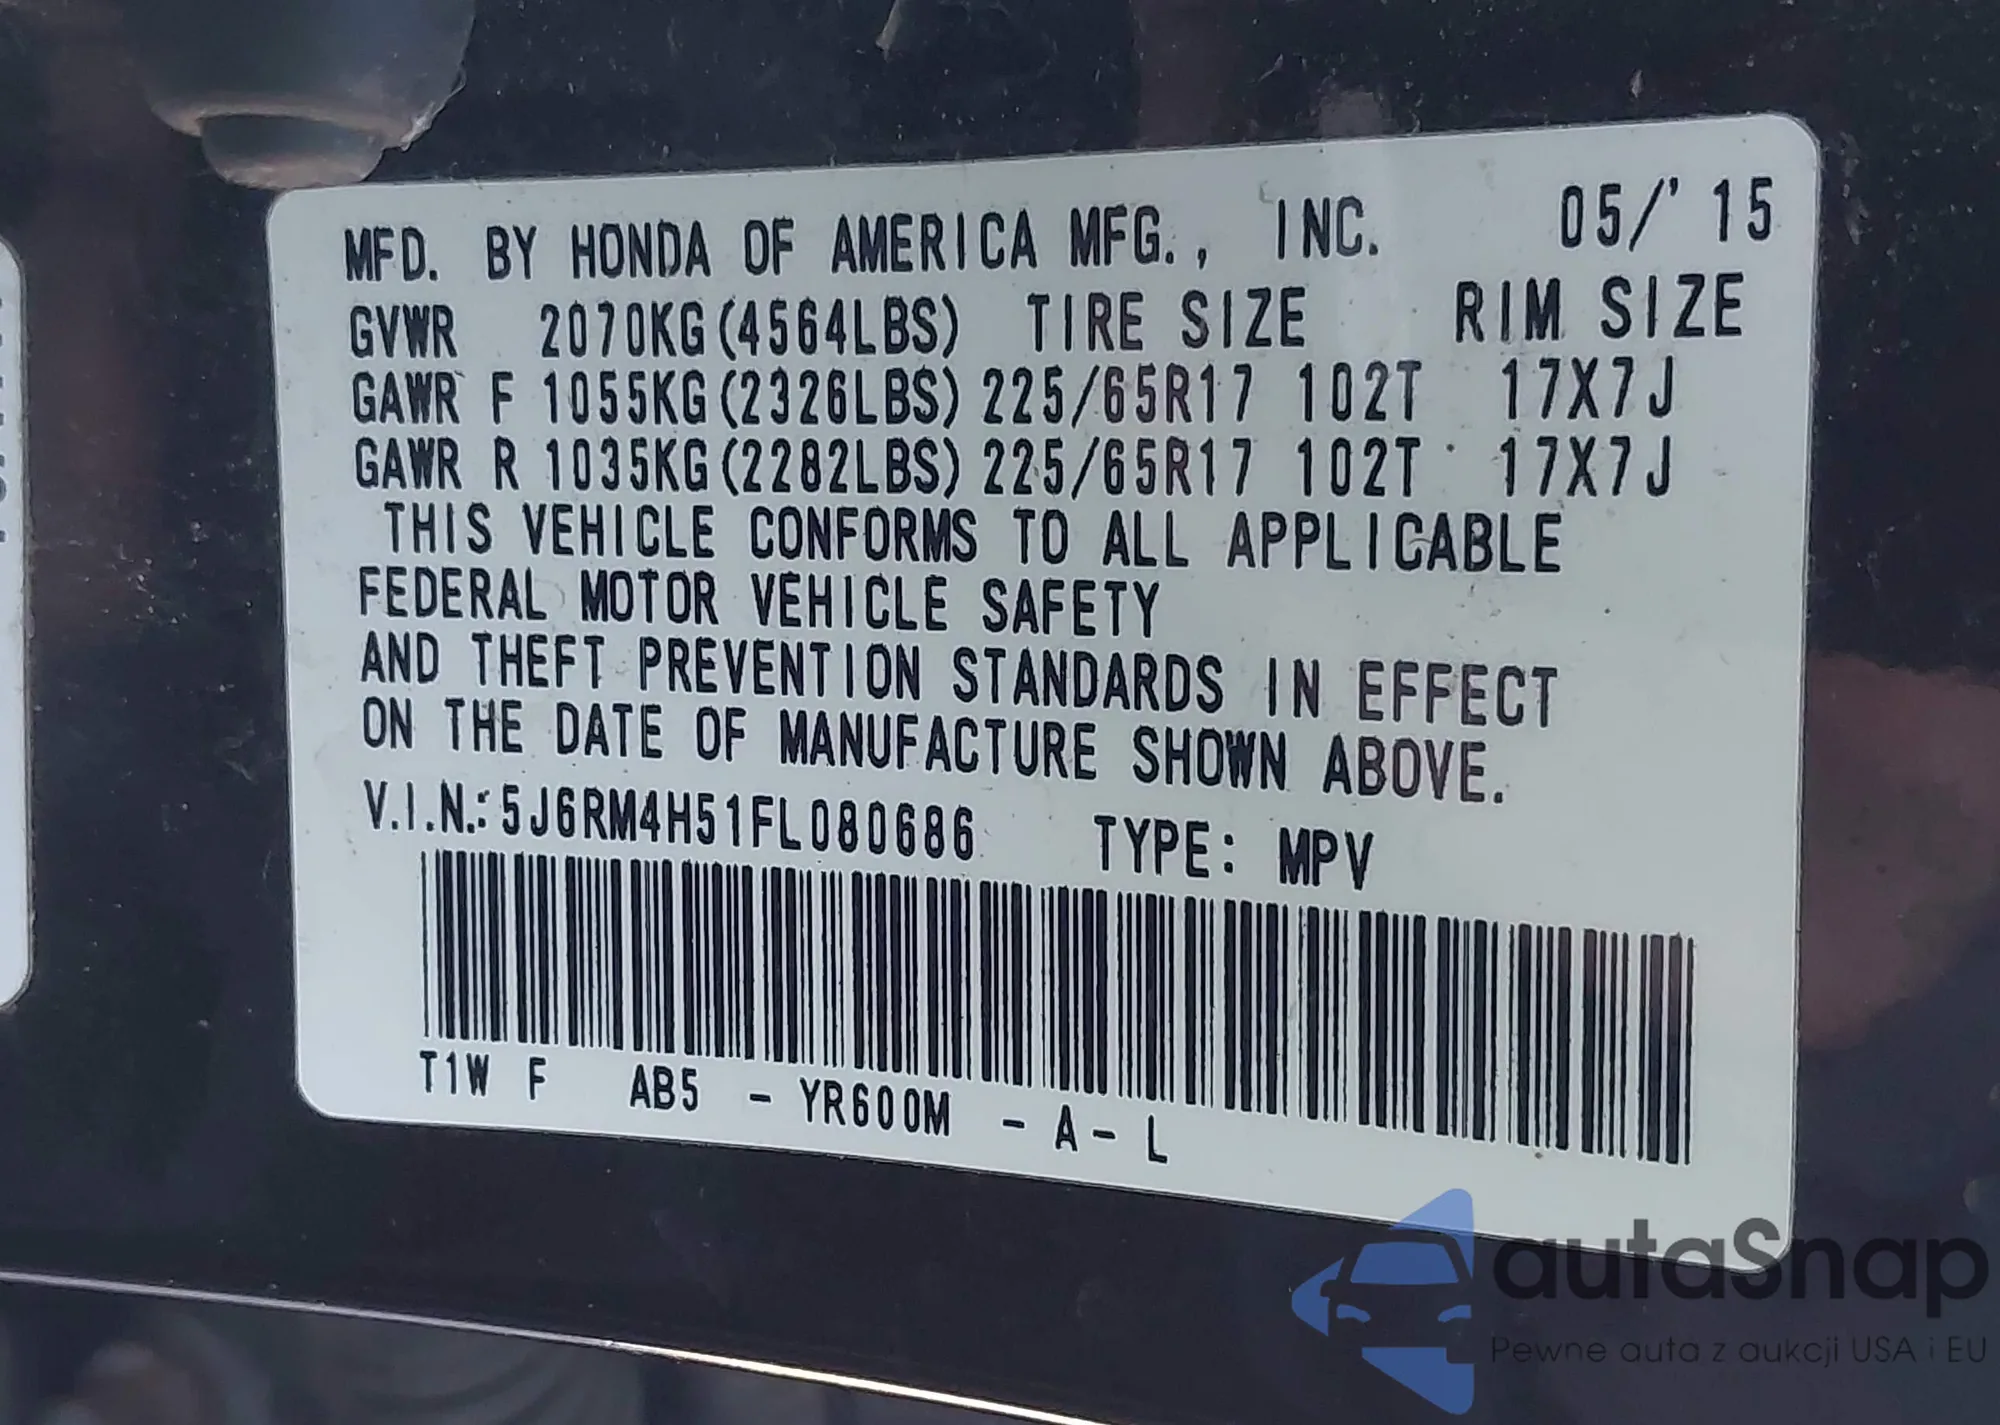 MFD. BY HONDA OF AMERICA MFG., INC. 05/'15
GVWR 2070KG(4564LBS) TIRE SIZE RIM SIZE
GAWR F 1055KG(2326LBS) 225/65R17 102T 17X7J
GAWR R 1035KG(2282LBS) 225/65R17 102T 17X7J
THIS VEHICLE CONFORMS TO ALL APPLICABLE
FEDERAL MOTOR VEHICLE SAFETY
AND THEFT PREVENTION STANDARDS IN EFFECT
ON THE DATE OF MANUFACTURE SHOWN ABOVE.
V.I.N.:5J6RM4H51FL080686 TYPE: MPV
T1W F AB5 - YR600M - A - L
autaSnap
Pewne auta z aukcji USA i EU